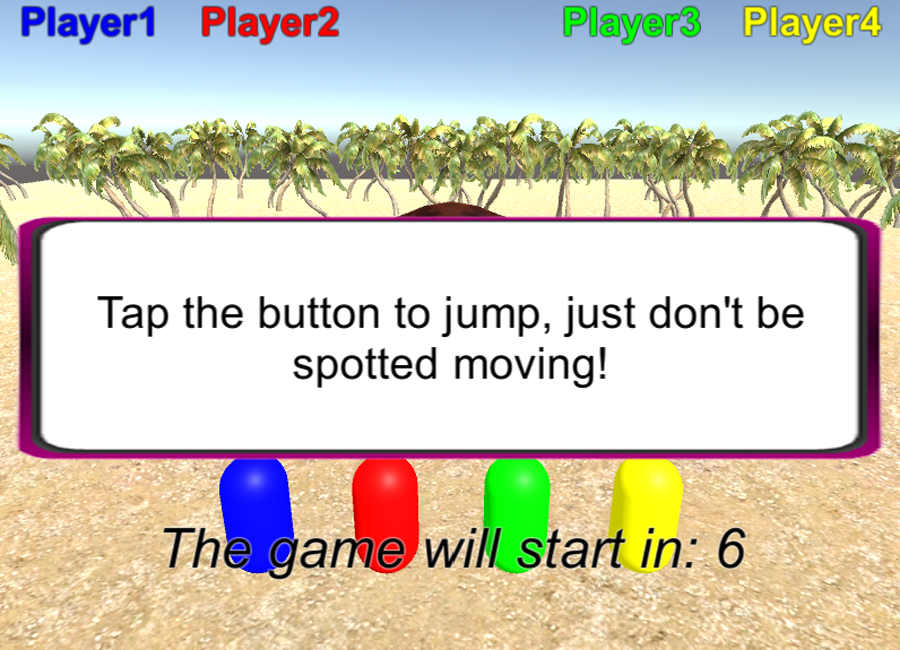 Player1 Player2 Player3 Player4
Tap the button to jump, just don't be
spotted moving!
The game will start in: 6